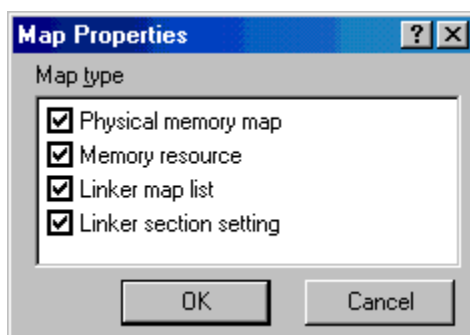 Map Properties
Map type
Physical memory map
Memory resource
Linker map list
Linker section setting
OK Cancel